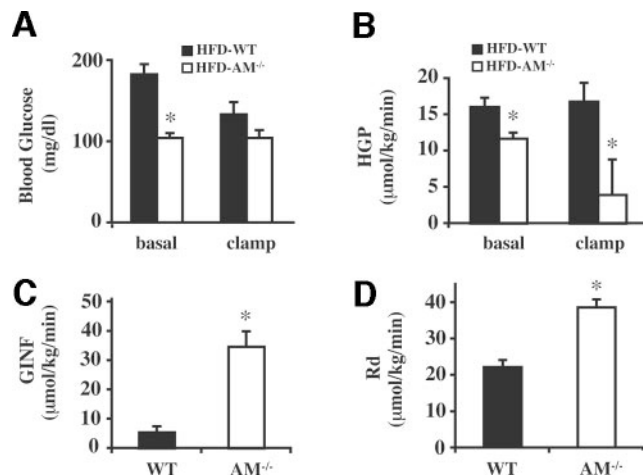 A
HFD-WT
HFD-AM-/-
Blood Glucose
(mg/dl)
200
100
0
*
basal clamp
B
HFD-WT
HFD-AM-/-
HGP
(μmol/kg/min)
20
15
10
5
0
*
*
basal clamp
C
GINF
(μmol/kg/min)
50
40
30
20
10
0
*
WT AM-/-
D
Rd
(μmol/kg/min)
40
30
20
10
0
*
WT AM-/-